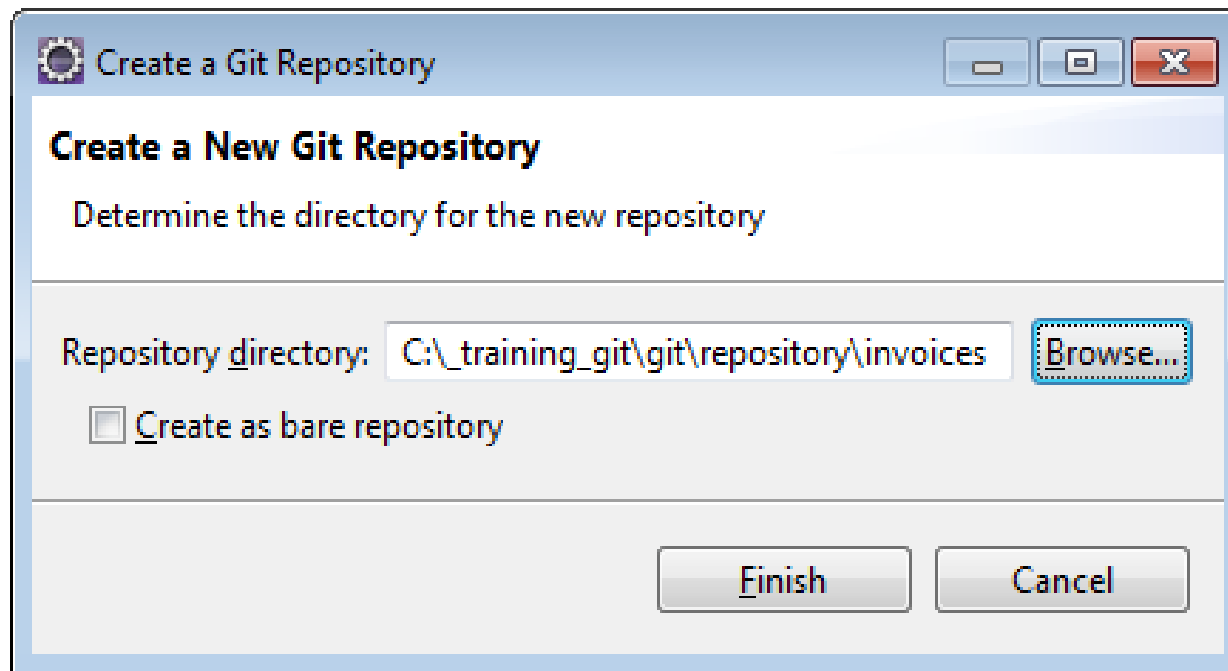 Create a Git Repository
Create a New Git Repository
Determine the directory for the new repository
Repository directory: C:\_training_git\git\repository\invoices Browse...
Create as bare repository
Finish Cancel